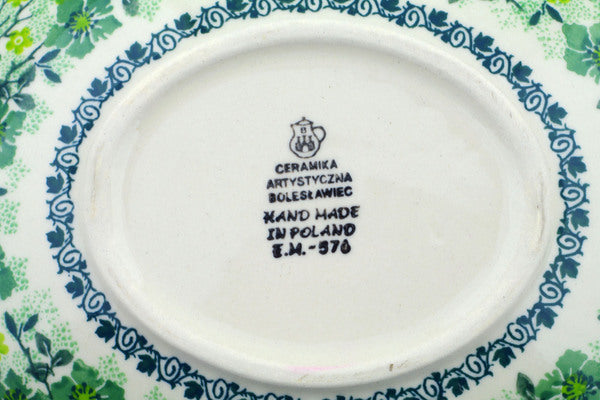 B
CERAMIKA
ARTYSTYCZNA
BOLESŁAWIEC
HAND MADE
IN POLAND
E.M.-570